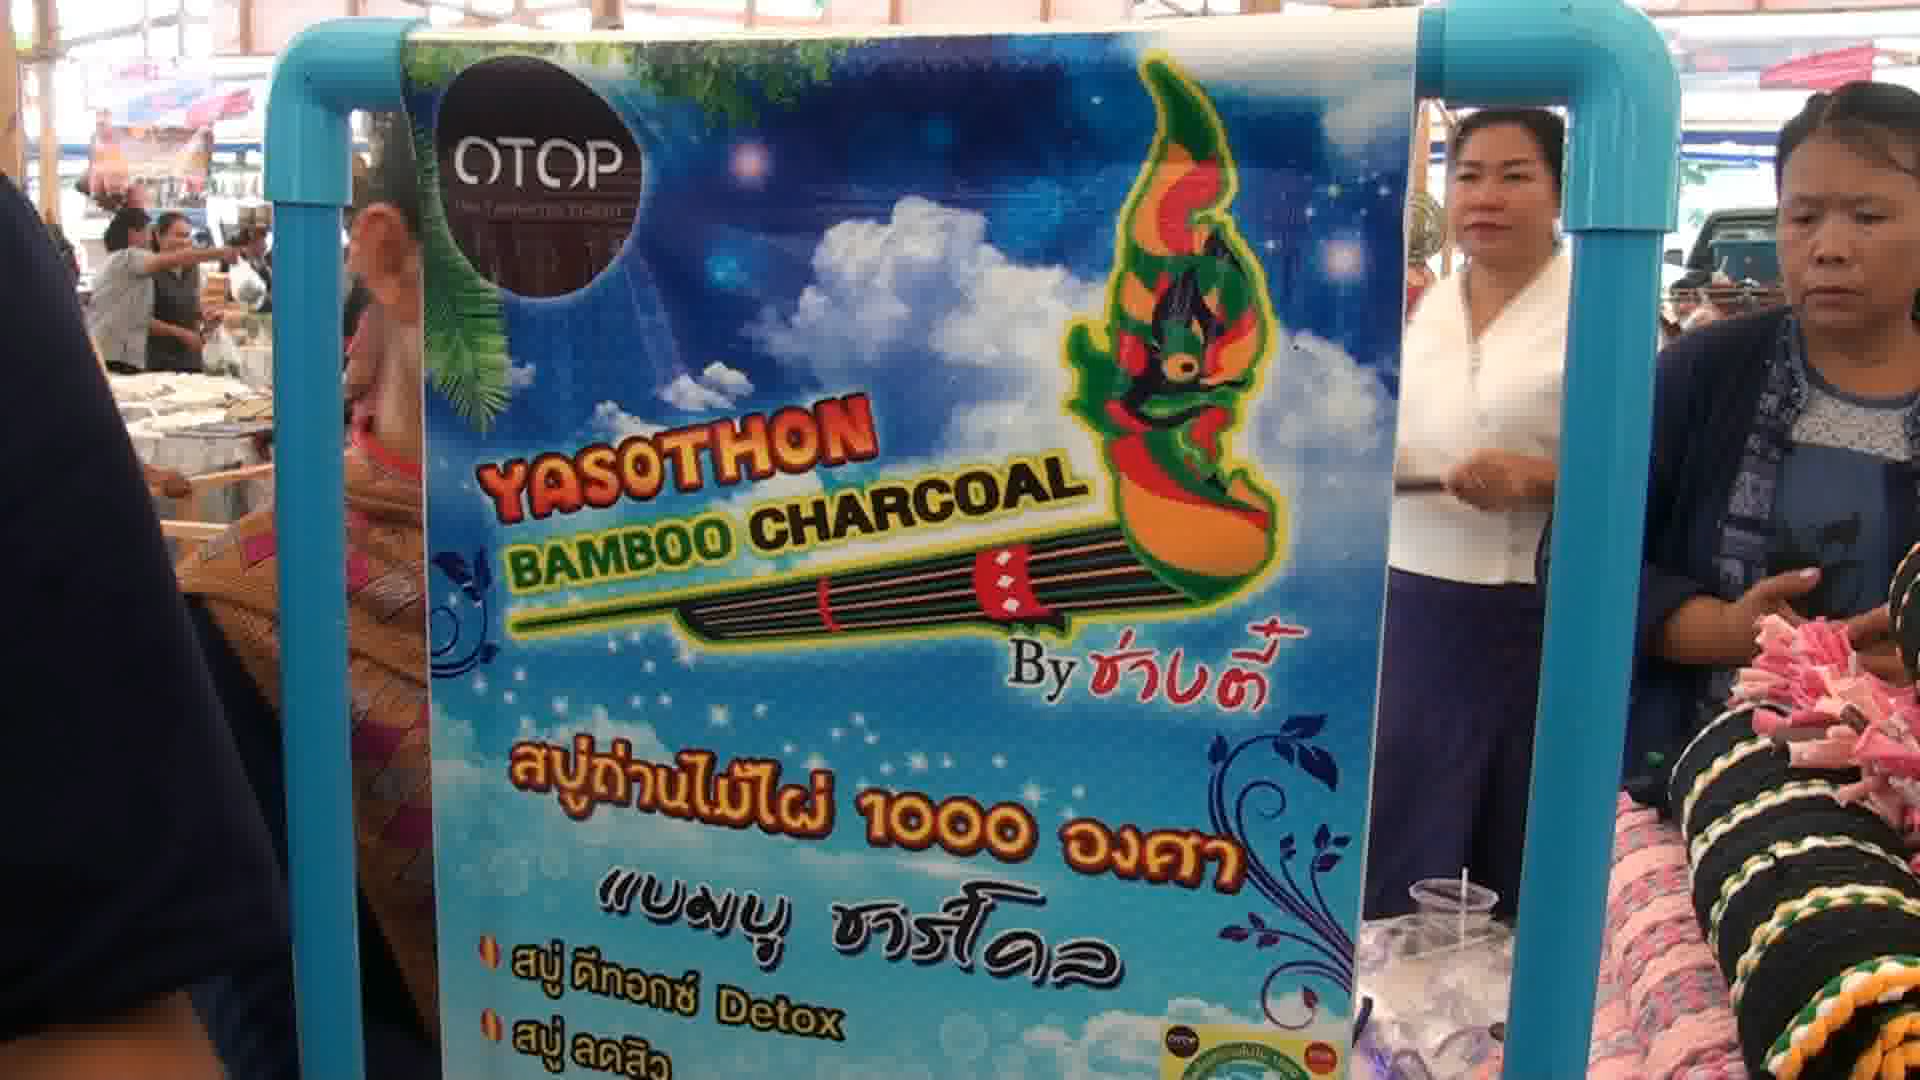 OTOP
YASOTHON
BAMBOO CHARCOAL
By ช่างตี๋
สบู่ถ่านไม้ไผ่ 1000 องศา
แบมบู ชาร์โคล
สบู่ ดีทอกซ์ Detox
สบู่ ลดสิว
OTOP